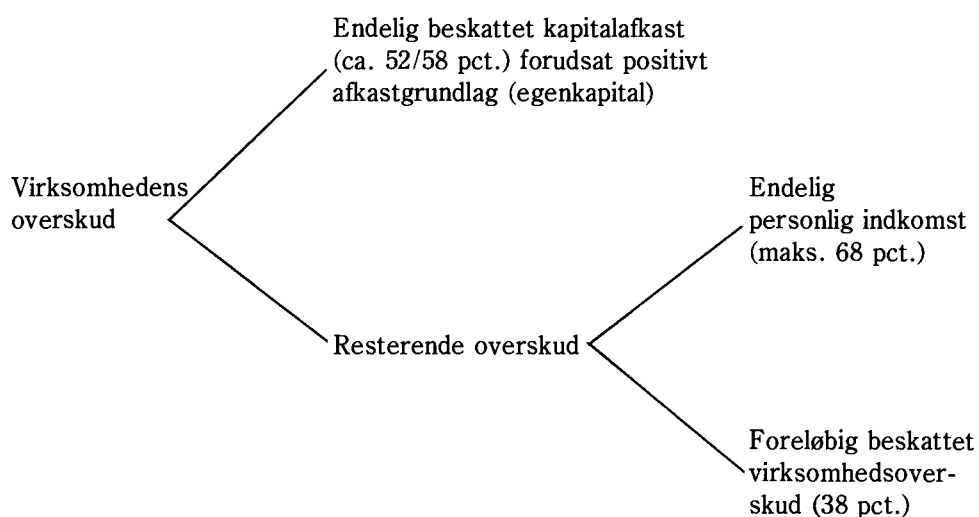 Endelig beskattet kapitalafkast
(ca. 52/58 pct.) forudsat positivt
afkastgrundlag (egenkapital)
Virksomhedens
overskud
Endelig
personlig indkomst
(maks. 68 pct.)
Resterende overskud
Foreløbig beskattet
virksomhedsover-
skud (38 pct.)